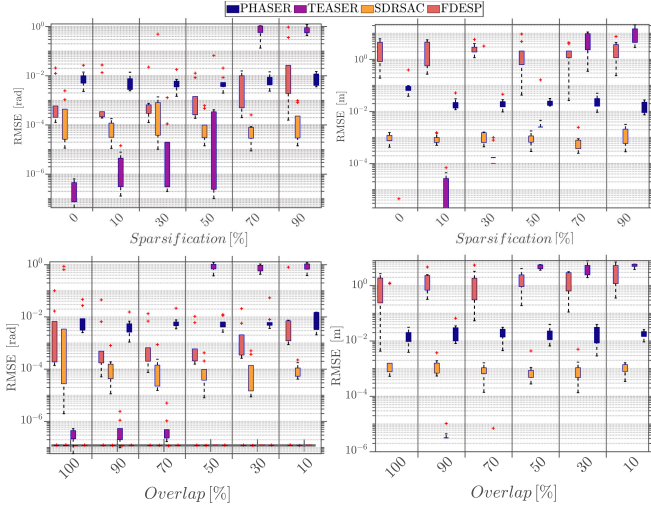 PHASER TEASER SDRSAC FDESP
RMSE [rad]
10^0
10^-2
10^-4
10^-6
0 10 30 50 70 90
Sparsification [%]
RMSE [m]
10^0
10^-2
10^-4
0 10 30 50 70 90
Sparsification [%]
RMSE [rad]
10^0
10^-2
10^-4
10^-6
100 90 70 50 30 10
Overlap [%]
RMSE [m]
10^0
10^-2
10^-4
10^-6
100 90 70 50 30 10
Overlap [%]